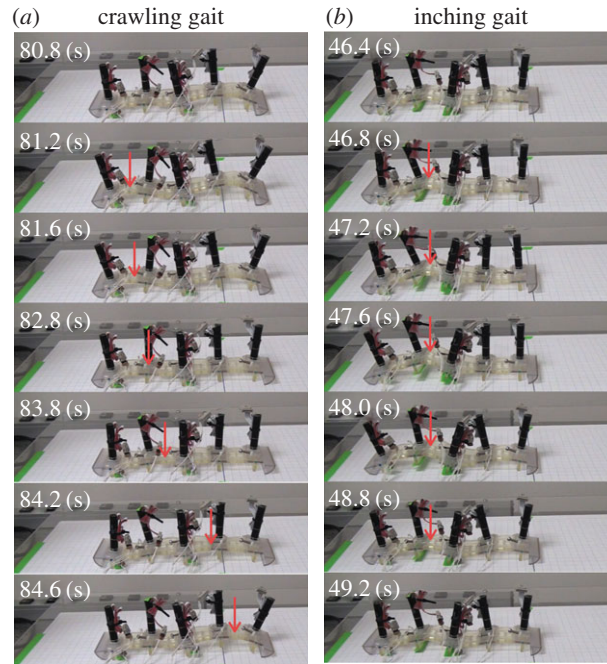 (a) crawling gait
80.8 (s)
81.2 (s)
81.6 (s)
82.8 (s)
83.8 (s)
84.2 (s)
84.6 (s)
(b) inching gait
46.4 (s)
46.8 (s)
47.2 (s)
47.6 (s)
48.0 (s)
48.8 (s)
49.2 (s)